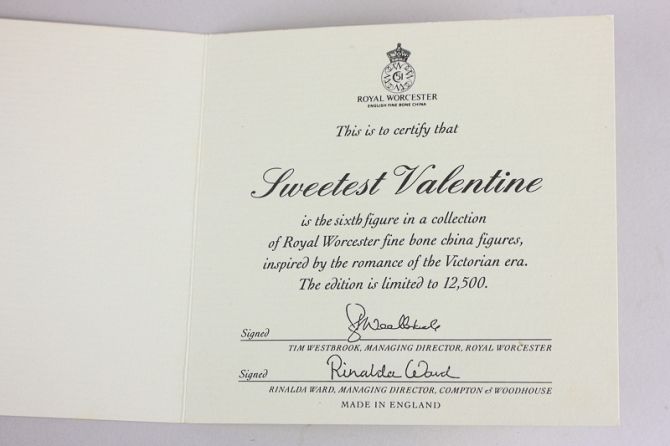 ROYAL WORCESTER
ENGLISH FINE BONE CHINA
This is to certify that
Sweetest Valentine
is the sixth figure in a collection
of Royal Worcester fine bone china figures,
inspired by the romance of the Victorian era.
The edition is limited to 12,500.
Signed
TIM WESTBROOK, MANAGING DIRECTOR, ROYAL WORCESTER
Signed Rinalda Ward
RINALDA WARD, MANAGING DIRECTOR, COMPTON & WOODHOUSE
MADE IN ENGLAND